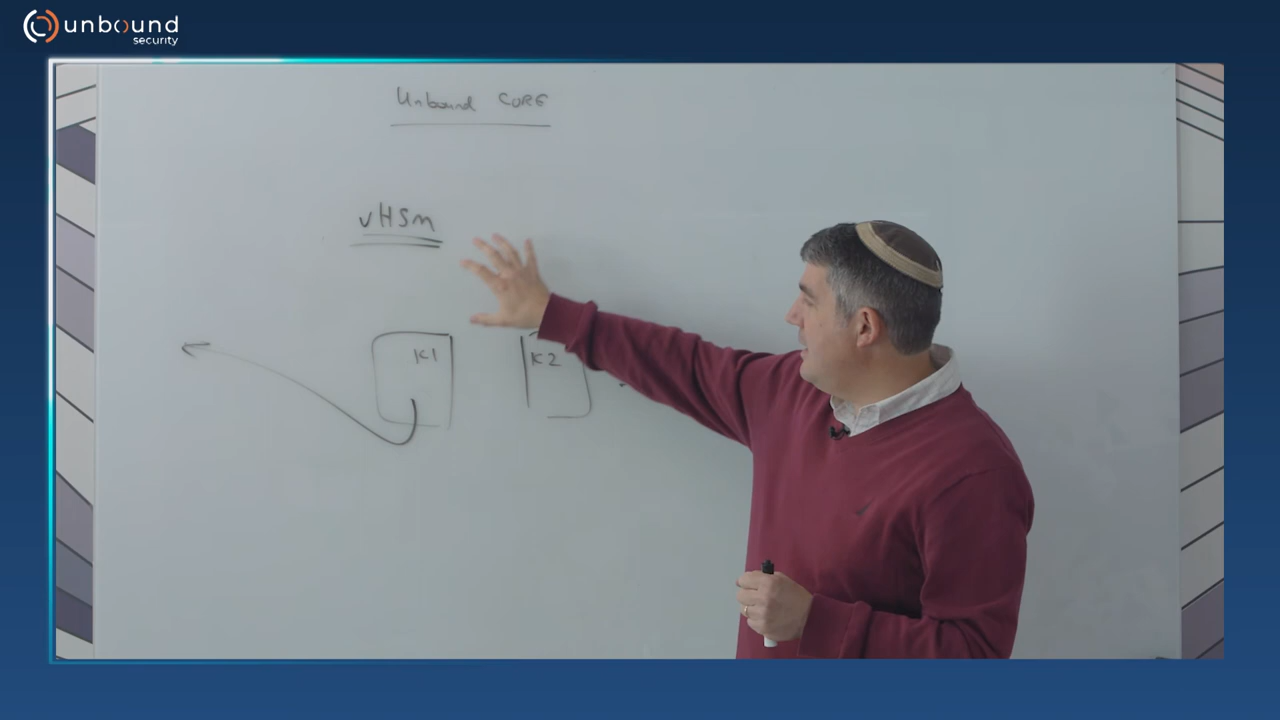 unbound
security
Unbound CORE
vHSM
K1
K2